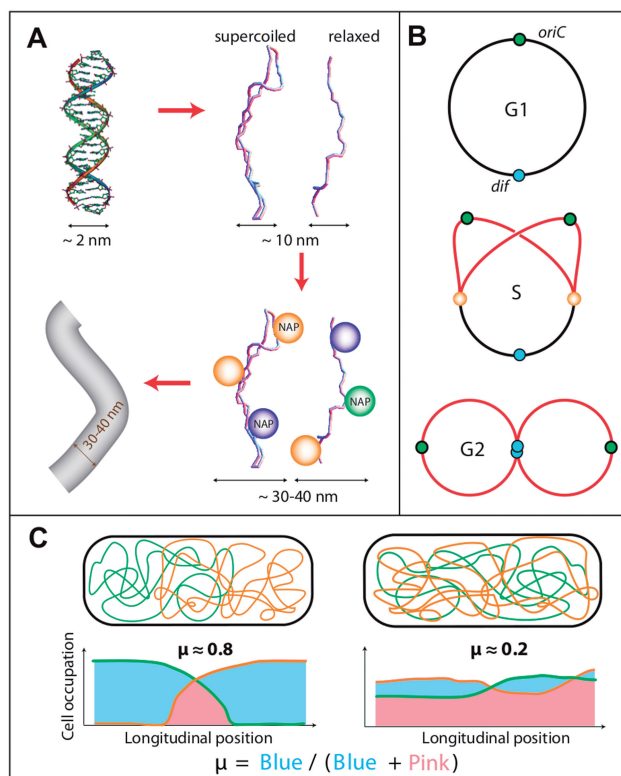 A
supercoiled
relaxed
~ 2 nm
~ 10 nm
NAP
NAP
NAP
30-40 nm
~ 30-40 nm
B
oriC
G1
dif
S
G2
C
μ ≈ 0.8
μ ≈ 0.2
Cell occupation
Longitudinal position
Longitudinal position
μ = Blue / (Blue + Pink)